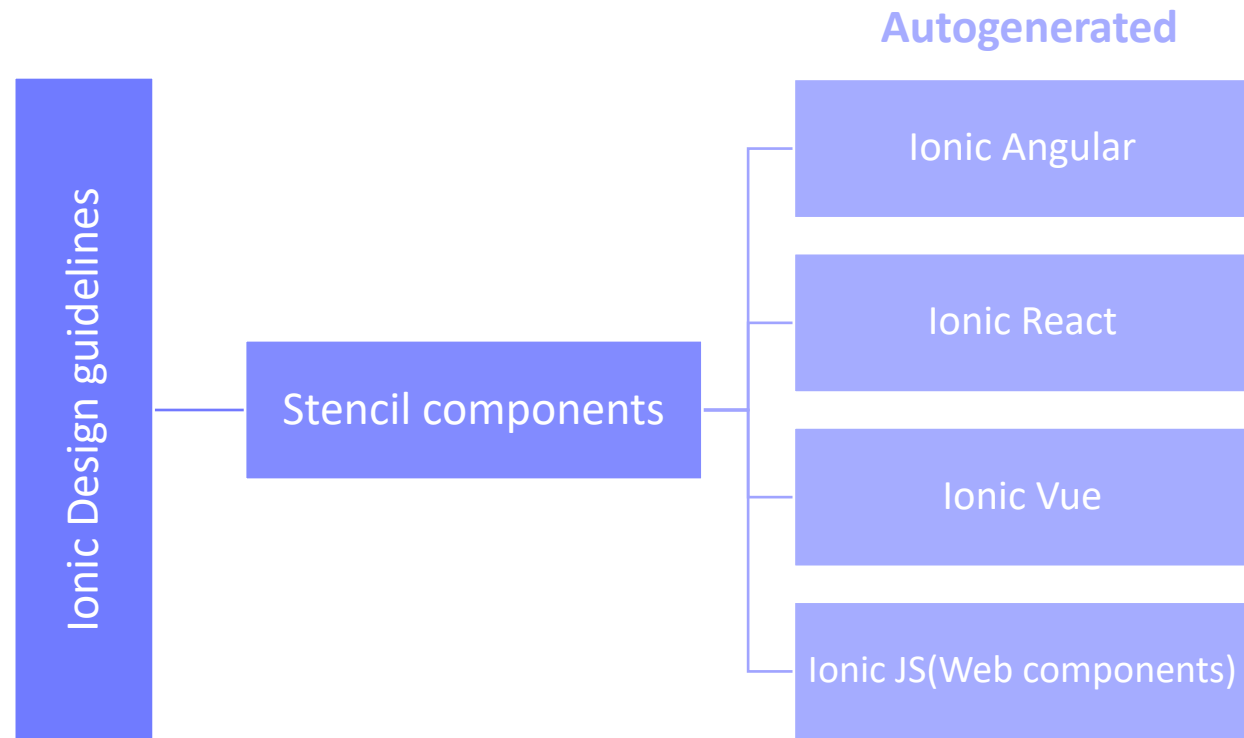 Autogenerated
Ionic Design guidelines
Stencil components
Ionic Angular
Ionic React
Ionic Vue
Ionic JS(Web components)